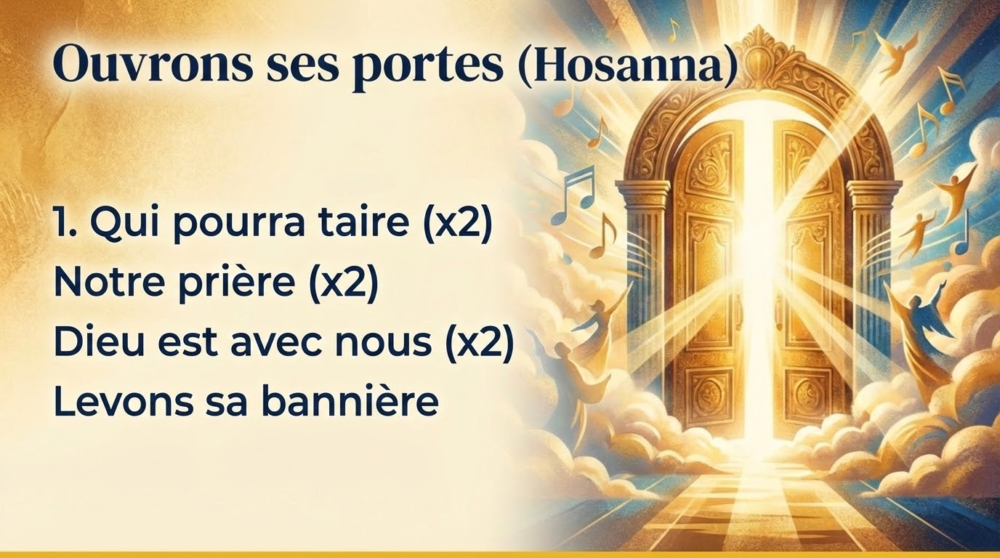 Ouvrons ses portes (Hosanna)
1. Qui pourra taire (x2)
Notre prière (x2)
Dieu est avec nous (x2)
Levons sa bannière